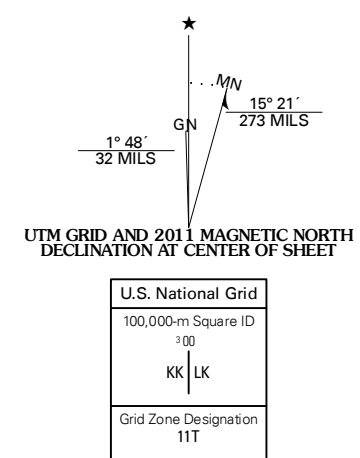 ★
MN
GN
15° 21´
273 MILS
1° 48´
32 MILS
UTM GRID AND 2011 MAGNETIC NORTH
DECLINATION AT CENTER OF SHEET
U.S. National Grid
100,000-m Square ID
³00
KK LK
Grid Zone Designation
11T